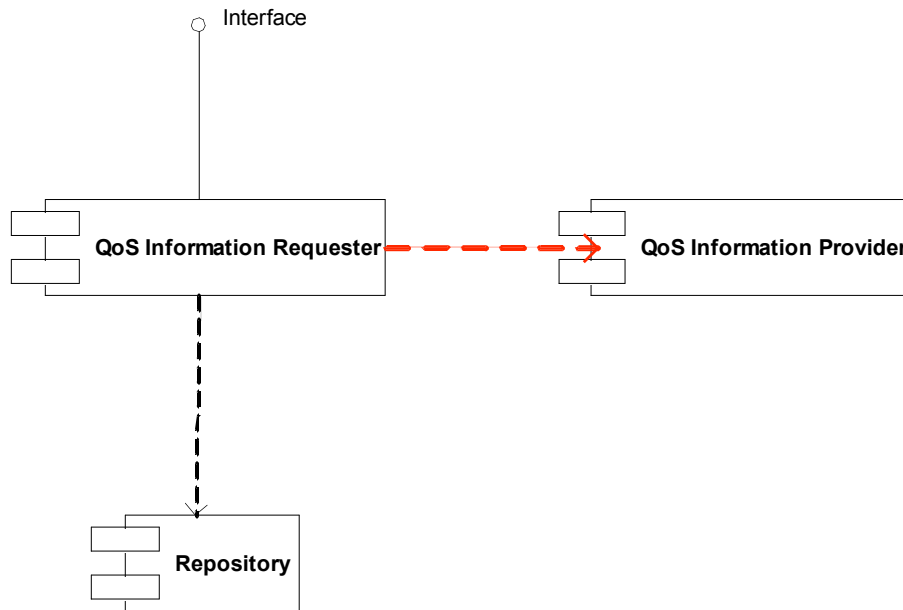 Interface
QoS Information Requester
QoS Information Provider
Repository